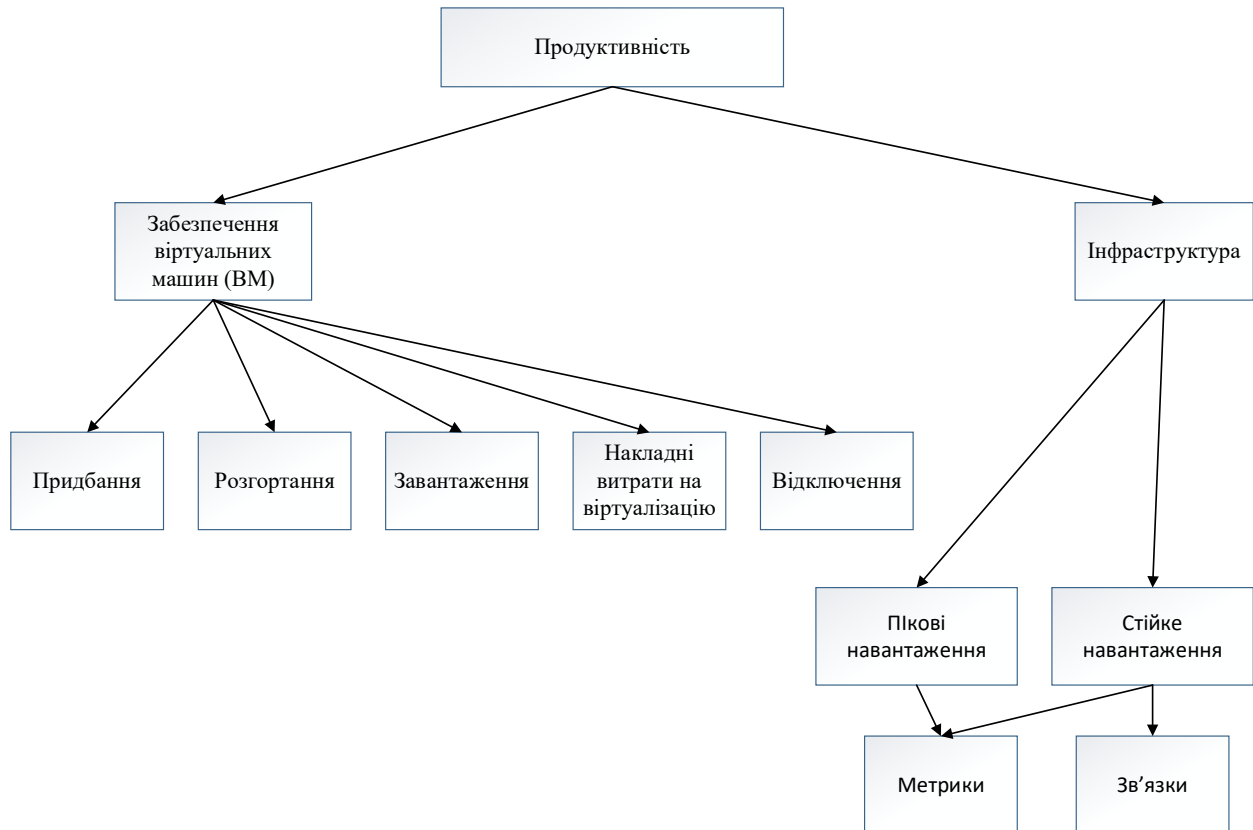 Продуктивність
Забезпечення
віртуальних
машин (ВМ)
Інфраструктура
Придбання
Розгортання
Завантаження
Накладні
витрати на
віртуалізацію
Відключення
ПІкові
навантаження
Стійке
навантаження
Метрики
Зв’язки